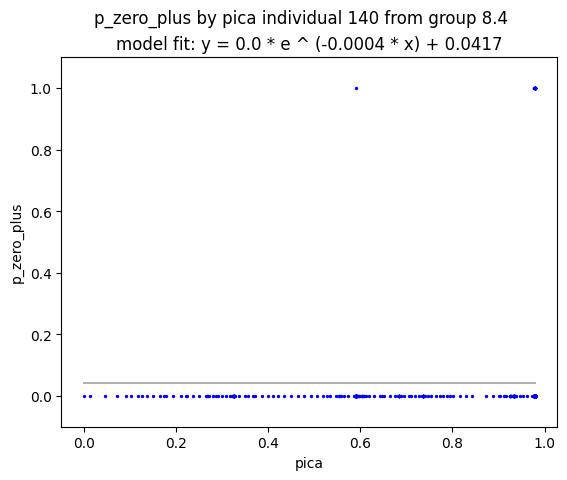 p_zero_plus by pica individual 140 from group 8.4
model fit: y = 0.0 * e ^ (-0.0004 * x) + 0.0417
1.0
0.8
0.6
0.4
0.2
0.0
p_zero_plus
0.0 0.2 0.4 0.6 0.8 1.0
pica